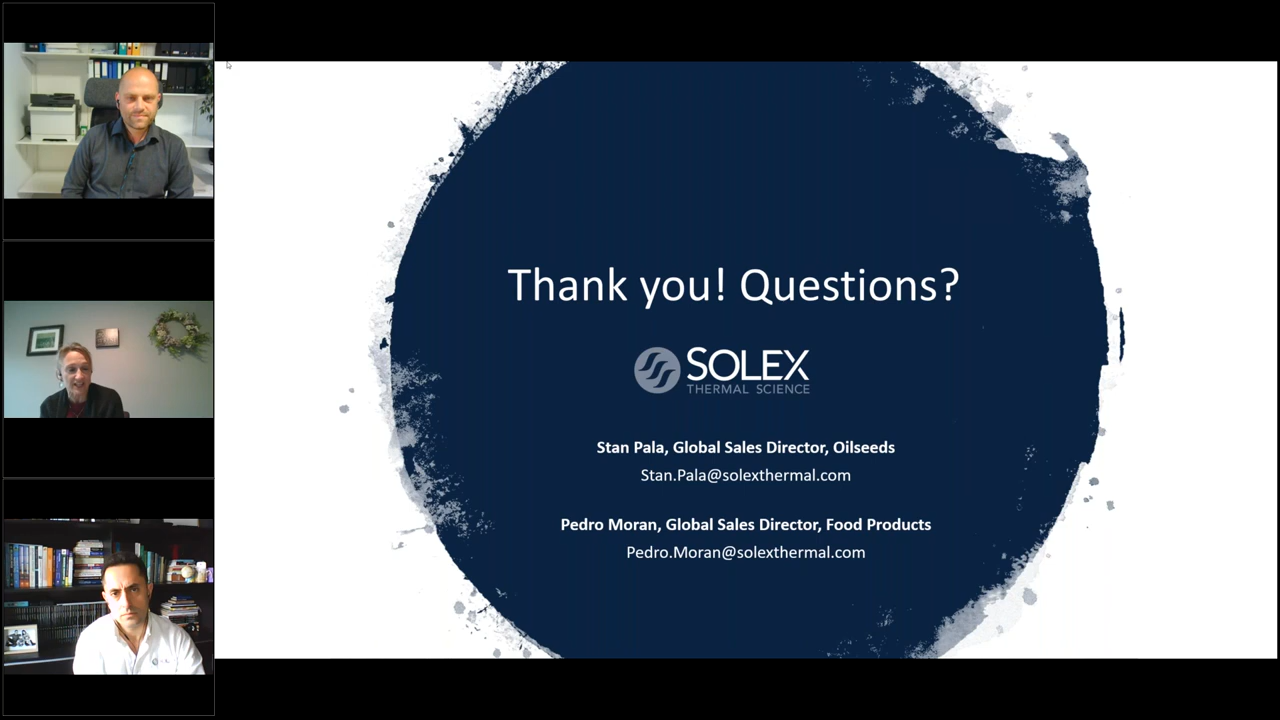 Thank you! Questions?
SOLEX
THERMAL SCIENCE
Stan Pala, Global Sales Director, Oilseeds
Stan.Pala@solexthermal.com
Pedro Moran, Global Sales Director, Food Products
Pedro.Moran@solexthermal.com